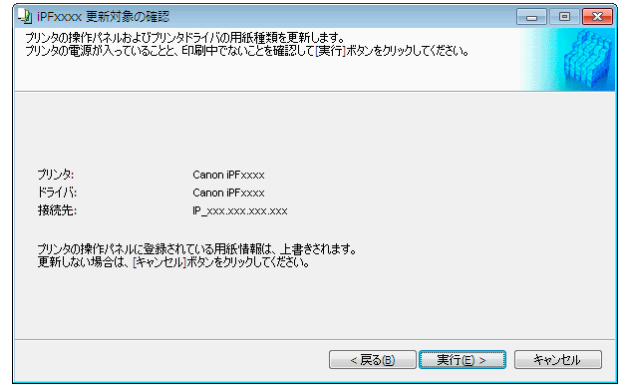 iPFxxxx 更新対象の確認
プリンタの操作パネルおよびプリンタドライバの用紙種類を更新します。
プリンタの電源が入っていることと、印刷中でないことを確認して[実行]ボタンをクリックしてください。
プリンタ: Canon iPFxxxx
ドライバ: Canon iPFxxxx
接続先: IP_xxx.xxx.xxx.xxx
プリンタの操作パネルに登録されている用紙情報は、上書きされます。
更新しない場合は、[キャンセル]ボタンをクリックしてください。
< 戻る(B) 実行(E) > キャンセル